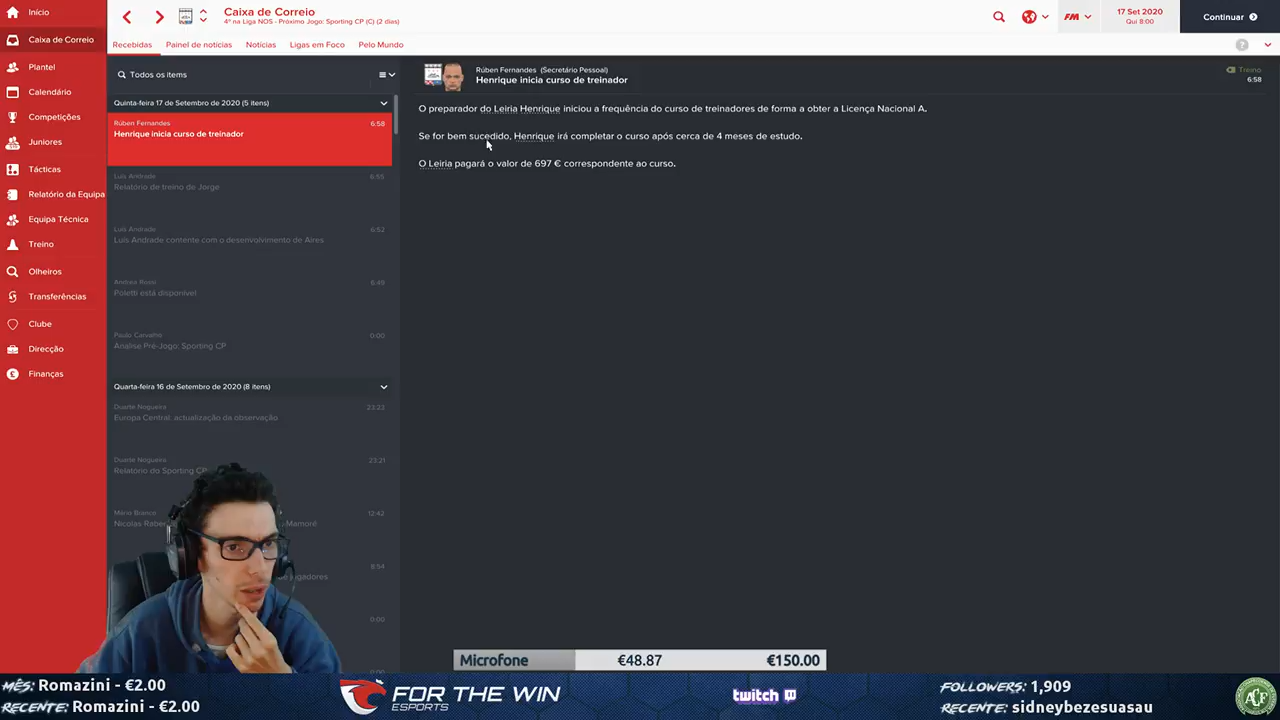 Início
Caixa de Correio
Plantel
Calendário
Competições
Juniores
Tácticas
Relatório da Equipa
Equipa Técnica
Treino
Olheiros
Transferências
Clube
Direcção
Finanças
Caixa de Correio
4º na Liga NOS - Próximo Jogo: Sporting CP (C) (2 dias)
FM
17 Set 2020
Qui 8:00
Continuar
Recebidas
Painel de notícias
Notícias
Ligas em Foco
Pelo Mundo
?
Todos os items
Quinta-feira 17 de Setembro de 2020 (5 itens)
Rúben Fernandes 6:58
Henrique inicia curso de treinador
Luís Andrade 6:55
Relatório de treino de Jorge
Luís Andrade 6:52
Luís Andrade contente com o desenvolvimento de Aires
Andrea Rossi 6:49
Poletti está disponível
Paulo Carvalho 0:00
Análise Pré-Jogo: Sporting CP
Quarta-feira 16 de Setembro de 2020 (8 itens)
Duarte Nogueira 23:23
Europa Central: actualização da observação
Duarte Nogueira 23:21
Relatório do Sporting CP
Mário Branco 12:42
Nicolas Mamoré
8:54
jogadores
0:00
Rúben Fernandes (Secretário Pessoal)
Henrique inicia curso de treinador
Treino
6:58
O preparador do Leiria Henrique iniciou a frequência do curso de treinadores de forma a obter a Licença Nacional A.
Se for bem sucedido, Henrique irá completar o curso após cerca de 4 meses de estudo.
O Leiria pagará o valor de 697 € correspondente ao curso.
Microfone €48.87 €150.00
MÊS: Romazini - €2.00
RECENTE: Romazini - €2.00
FOR THE WIN
ESPORTS
twitch
FOLLOWERS: 1,909
RECENTE: sidneybezesuasau
ACF